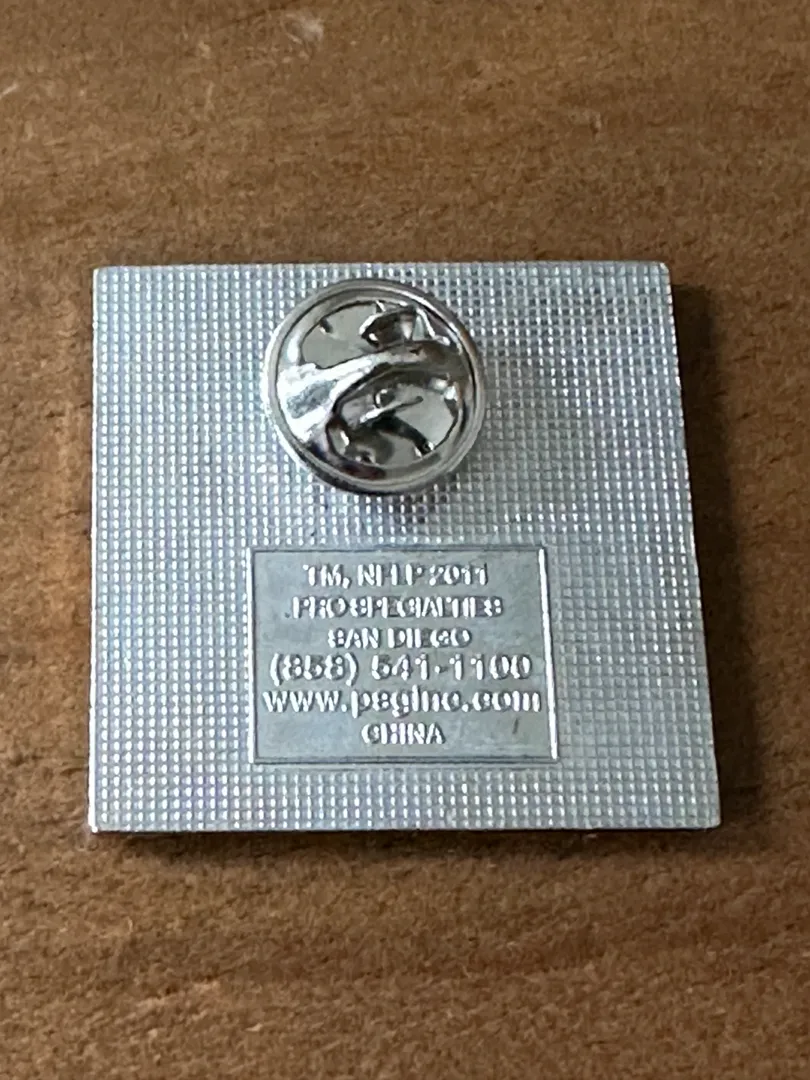 TM, NFLP 2011
PRO SPECIALTIES
SAN DIEGO
(858) 541-1100
www.psginc.com
CHINA